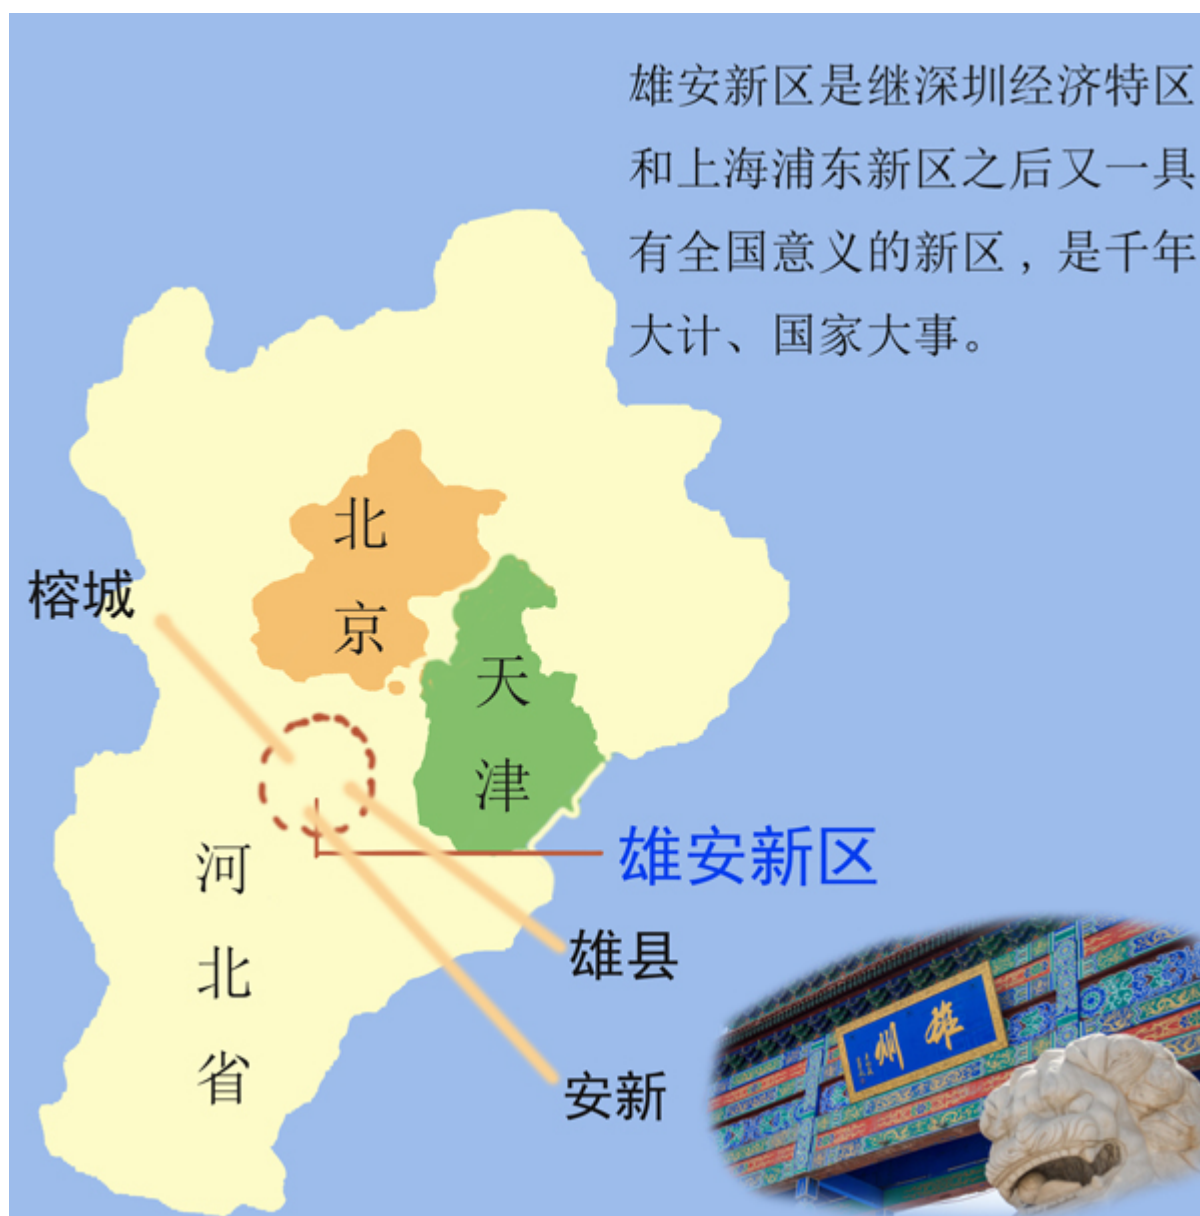 雄安新区是继深圳经济特区
和上海浦东新区之后又一具
有全国意义的新区，是千年
大计、国家大事。
北京
榕城
天津
雄安新区
河北省
雄县
安新
雄州